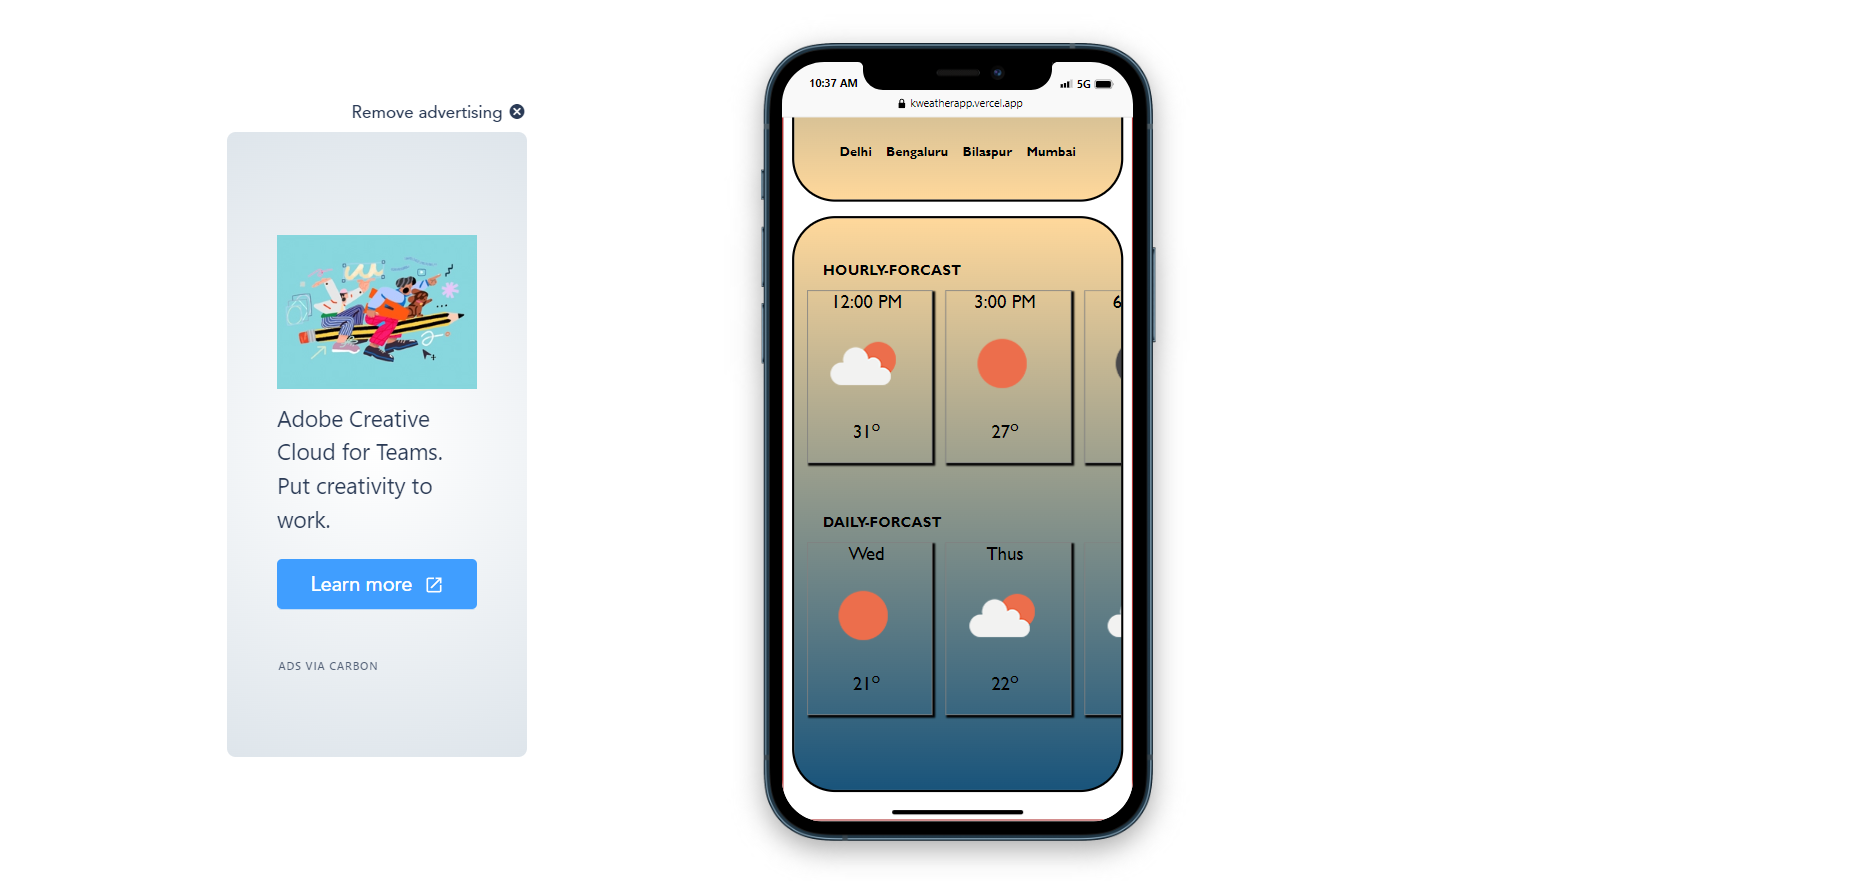 Remove advertising
Adobe Creative
Cloud for Teams.
Put creativity to
work.
Learn more
ADS VIA CARBON
10:37 AM
5G
kweatherapp.vercel.app
Delhi Bengaluru Bilaspur Mumbai
HOURLY-FORCAST
12:00 PM 3:00 PM 6
31° 27°
DAILY-FORCAST
Wed Thus
21° 22°